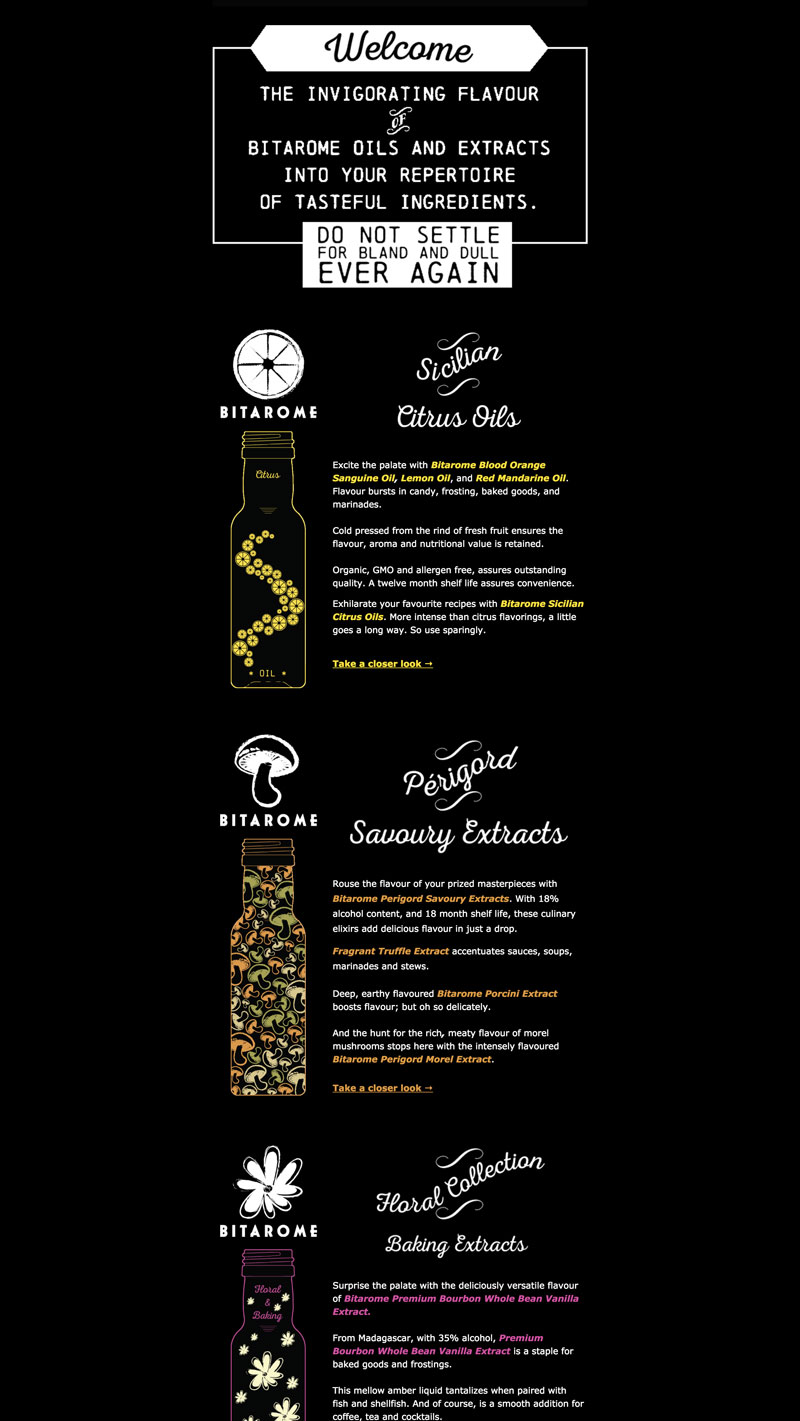 Welcome
THE INVIGORATING FLAVOUR
OF
BITAROME OILS AND EXTRACTS
INTO YOUR REPERTOIRE
OF TASTEFUL INGREDIENTS.
DO NOT SETTLE
FOR BLAND AND DULL
EVER AGAIN
BITAROME
Citrus
OIL
Sicilian
Citrus Oils
Excite the palate with Bitarome Blood Orange
Sanguine Oil, Lemon Oil, and Red Mandarine Oil.
Flavour bursts in candy, frosting, baked goods, and
marinades.
Cold pressed from the rind of fresh fruit ensures the
flavour, aroma and nutritional value is retained.
Organic, GMO and allergen free, assures outstanding
quality. A twelve month shelf life assures convenience.
Exhilarate your favourite recipes with Bitarome Sicilian
Citrus Oils. More intense than citrus flavorings, a little
goes a long way. So use sparingly.
Take a closer look →
BITAROME
Périgord
Savoury Extracts
Rouse the flavour of your prized masterpieces with
Bitarome Perigord Savoury Extracts. With 18%
alcohol content, and 18 month shelf life, these culinary
elixirs add delicious flavour in just a drop.
Fragrant Truffle Extract accentuates sauces, soups,
marinades and stews.
Deep, earthy flavoured Bitarome Porcini Extract
boosts flavour; but oh so delicately.
And the hunt for the rich, meaty flavour of morel
mushrooms stops here with the intensely flavoured
Bitarome Perigord Morel Extract.
Take a closer look →
BITAROME
Floral
&
Baking
Floral Collection
Baking Extracts
Surprise the palate with the deliciously versatile flavour
of Bitarome Premium Bourbon Whole Bean Vanilla
Extract.
From Madagascar, with 35% alcohol, Premium
Bourbon Whole Bean Vanilla Extract is a staple for
baked goods and frostings.
This mellow amber liquid tantalizes when paired with
fish and shellfish. And of course, is a smooth addition for
coffee, tea and cocktails.